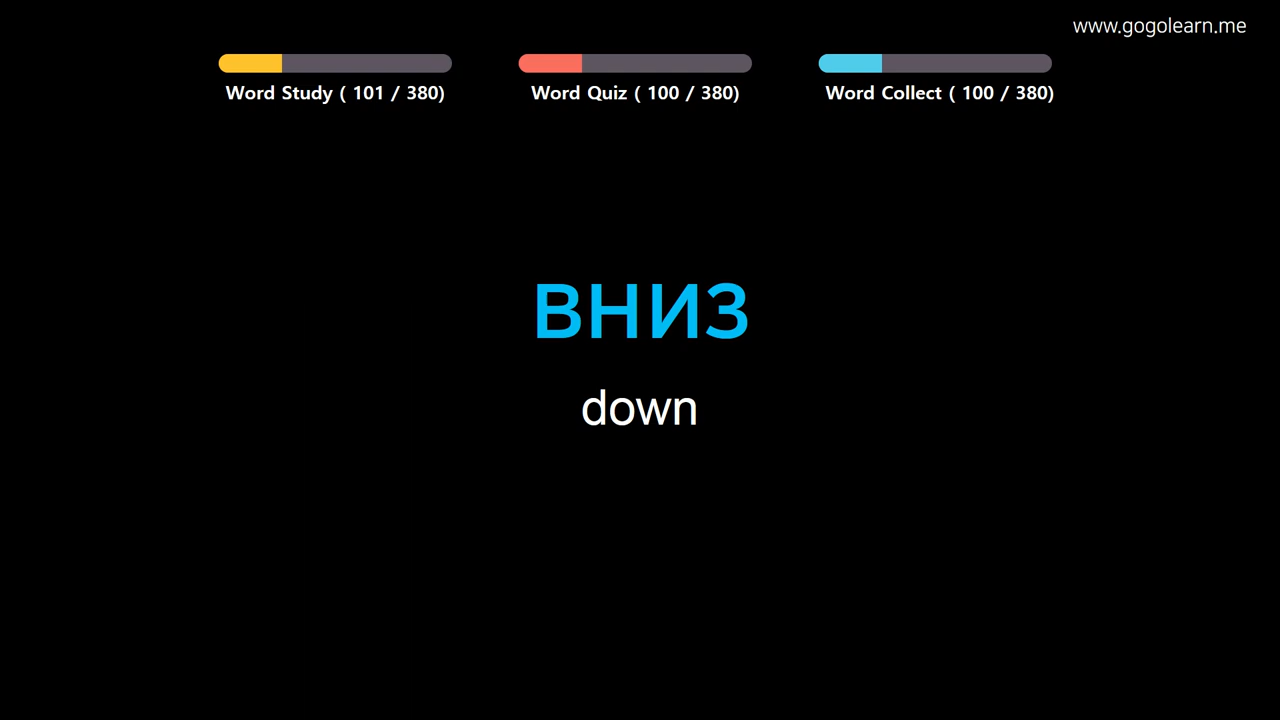 www.gogolearn.me
Word Study ( 101 / 380)
Word Quiz ( 100 / 380)
Word Collect ( 100 / 380)
вниз
down